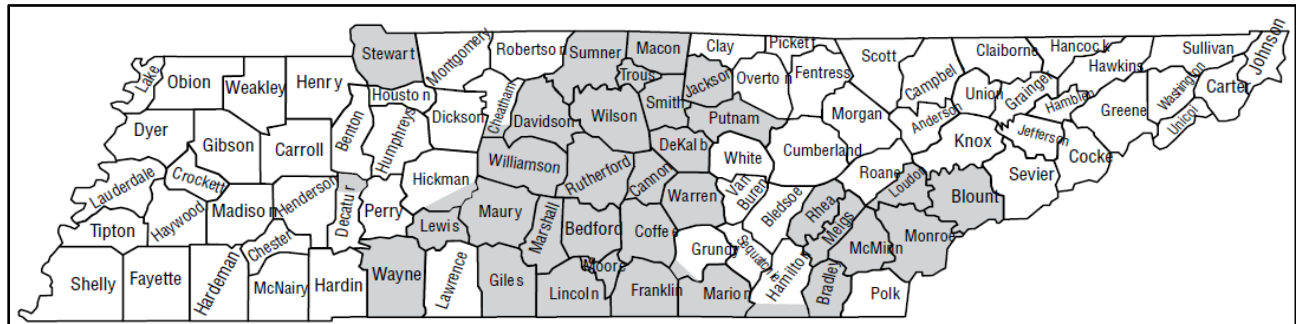 Lake
Obion
Weakley
Henry
Stewart
Montgomery
Robertson
Sumner
Macon
Clay
Pickett
Scott
Claiborne
Hancock
Sullivan
Johnson
Hawkins
Trous
Jackson
Overton
Fentress
Campbel
Union
Grainger
Hamblen
Greene
Washington
Carter
Unicoi
Houston
Dickson
Cheatham
Davidson
Wilson
Smith
Putnam
Morgan
Anderson
Knox
Jefferson
Cocke
Sevier
Dyer
Gibson
Carroll
Benton
Humphreys
Williamson
Rutherford
Cannon
DeKalb
White
Cumberland
Roane
Loudon
Blount
Lauderdale
Crockett
Haywood
Madison
Henderson
Decatur
Perry
Hickman
Lewis
Maury
Marshall
Bedford
Coffee
Warren
Van
Buren
Bledsoe
Rhea
Meigs
McMinn
Monroe
Tipton
Chester
Grundy
Sequatchie
Hamilton
Bradley
Polk
Shelly
Fayette
Hardeman
McNairy
Hardin
Wayne
Lawrence
Giles
Lincoln
Moore
Franklin
Marion